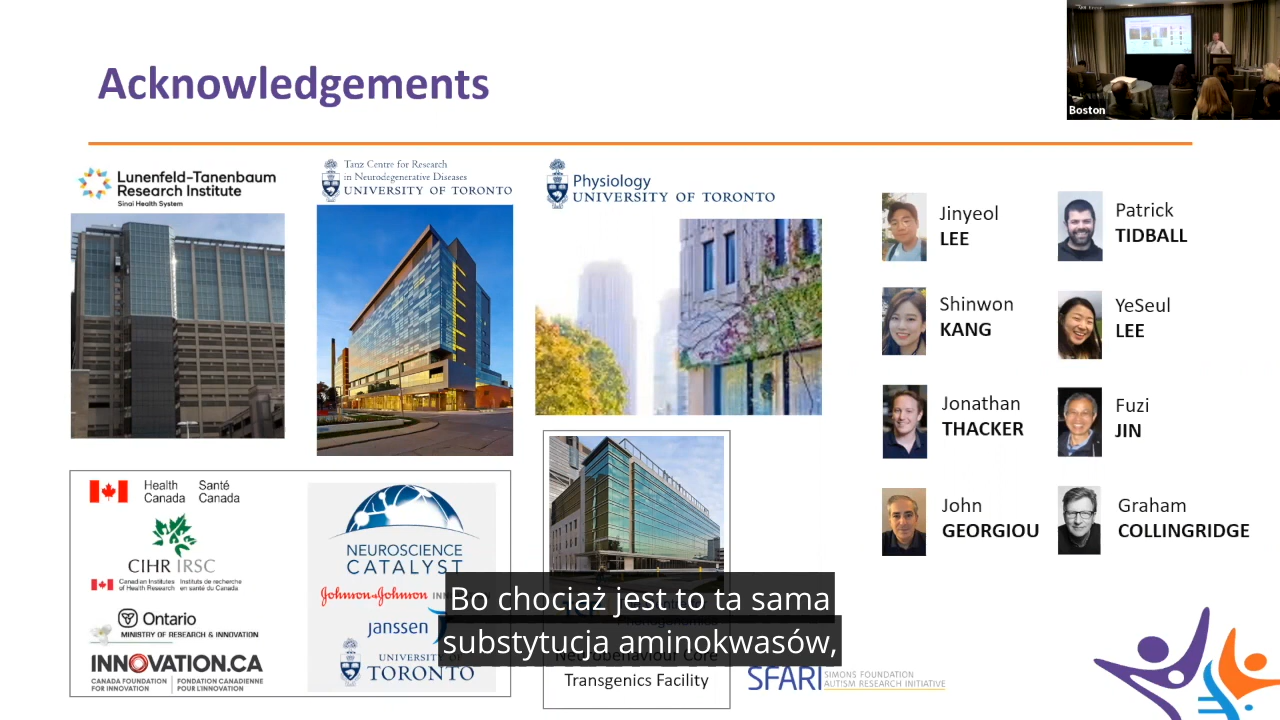 Acknowledgements
Boston
Lunenfeld-Tanenbaum
Research Institute
Sinai Health System
Tanz Centre for Research
in Neurodegenerative Diseases
UNIVERSITY OF TORONTO
Physiology
UNIVERSITY OF TORONTO
Jinyeol
LEE
Patrick
TIDBALL
Shinwon
KANG
YeSeul
LEE
Jonathan
THACKER
Fuzi
JIN
John
GEORGIOU
Graham
COLLINGRIDGE
Health
Canada
Santé
Canada
CIHR IRSC
Canadian Institutes
of Health Research
Instituts de recherche
en santé du Canada
Ontario
MINISTRY OF RESEARCH & INNOVATION
INNOVATION.CA
CANADA FOUNDATION
FOR INNOVATION
FONDATION CANADIENNE
POUR L'INNOVATION
NEUROSCIENCE
CATALYST
Johnson & Johnson
janssen
UNIVERSITY OF
TORONTO
Bo chociaż jest to ta sama
substytucja aminokwasów,
Neurobehaviour Core
Transgenics Facility
SFARI
SIMONS FOUNDATION
AUTISM RESEARCH INITIATIVE